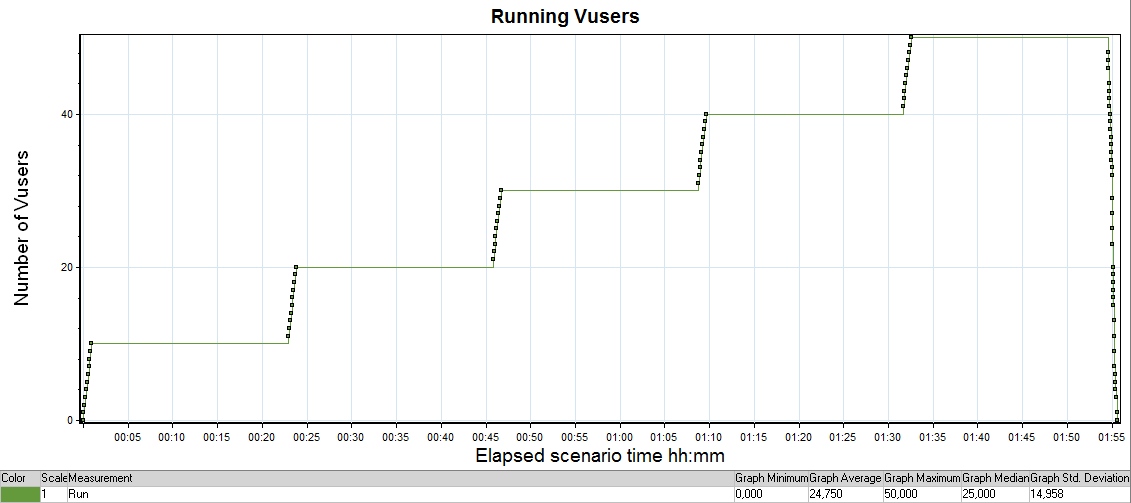 Running Vusers
Number of Vusers
40
20
0
00:05 00:10 00:15 00:20 00:25 00:30 00:35 00:40 00:45 00:50 00:55 01:00 01:05 01:10 01:15 01:20 01:25 01:30 01:35 01:40 01:45 01:50 01:55
Elapsed scenario time hh:mm
Color Scale Measurement Graph Minimum Graph Average Graph Maximum Graph Median Graph Std. Deviation
1 Run 0,000 24,750 50,000 25,000 14,958